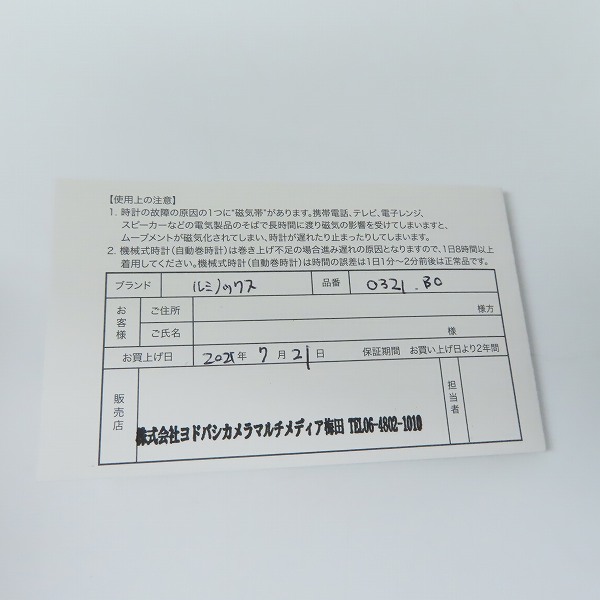 【使用上の注意】
1. 時計の故障の原因の1つに"磁気帯"があります。携帯電話、テレビ、電子レンジ、
スピーカーなどの電気製品のそばで長時間に渡り磁気の影響を受けてしまいますと、
ムーブメントが磁気化されてしまい、時計が遅れたり止まったりしてしまいます。
2. 機械式時計(自動巻時計)は巻き上げ不足の場合進み遅れの原因となりますので、1日8時間以上
着用してください。機械式時計(自動巻時計)は時間の誤差は1日1分〜2分前後は正常品です。
ブランド ルミノックス 品番 0321.BO
お客様 ご住所 様方
ご氏名 様
お買上げ日 2021年 7月 21日 保証期間 お買い上げ日より2年間
販売店 株式会社ヨドバシカメラマルチメディア梅田 TEL06-4802-1010 担当者